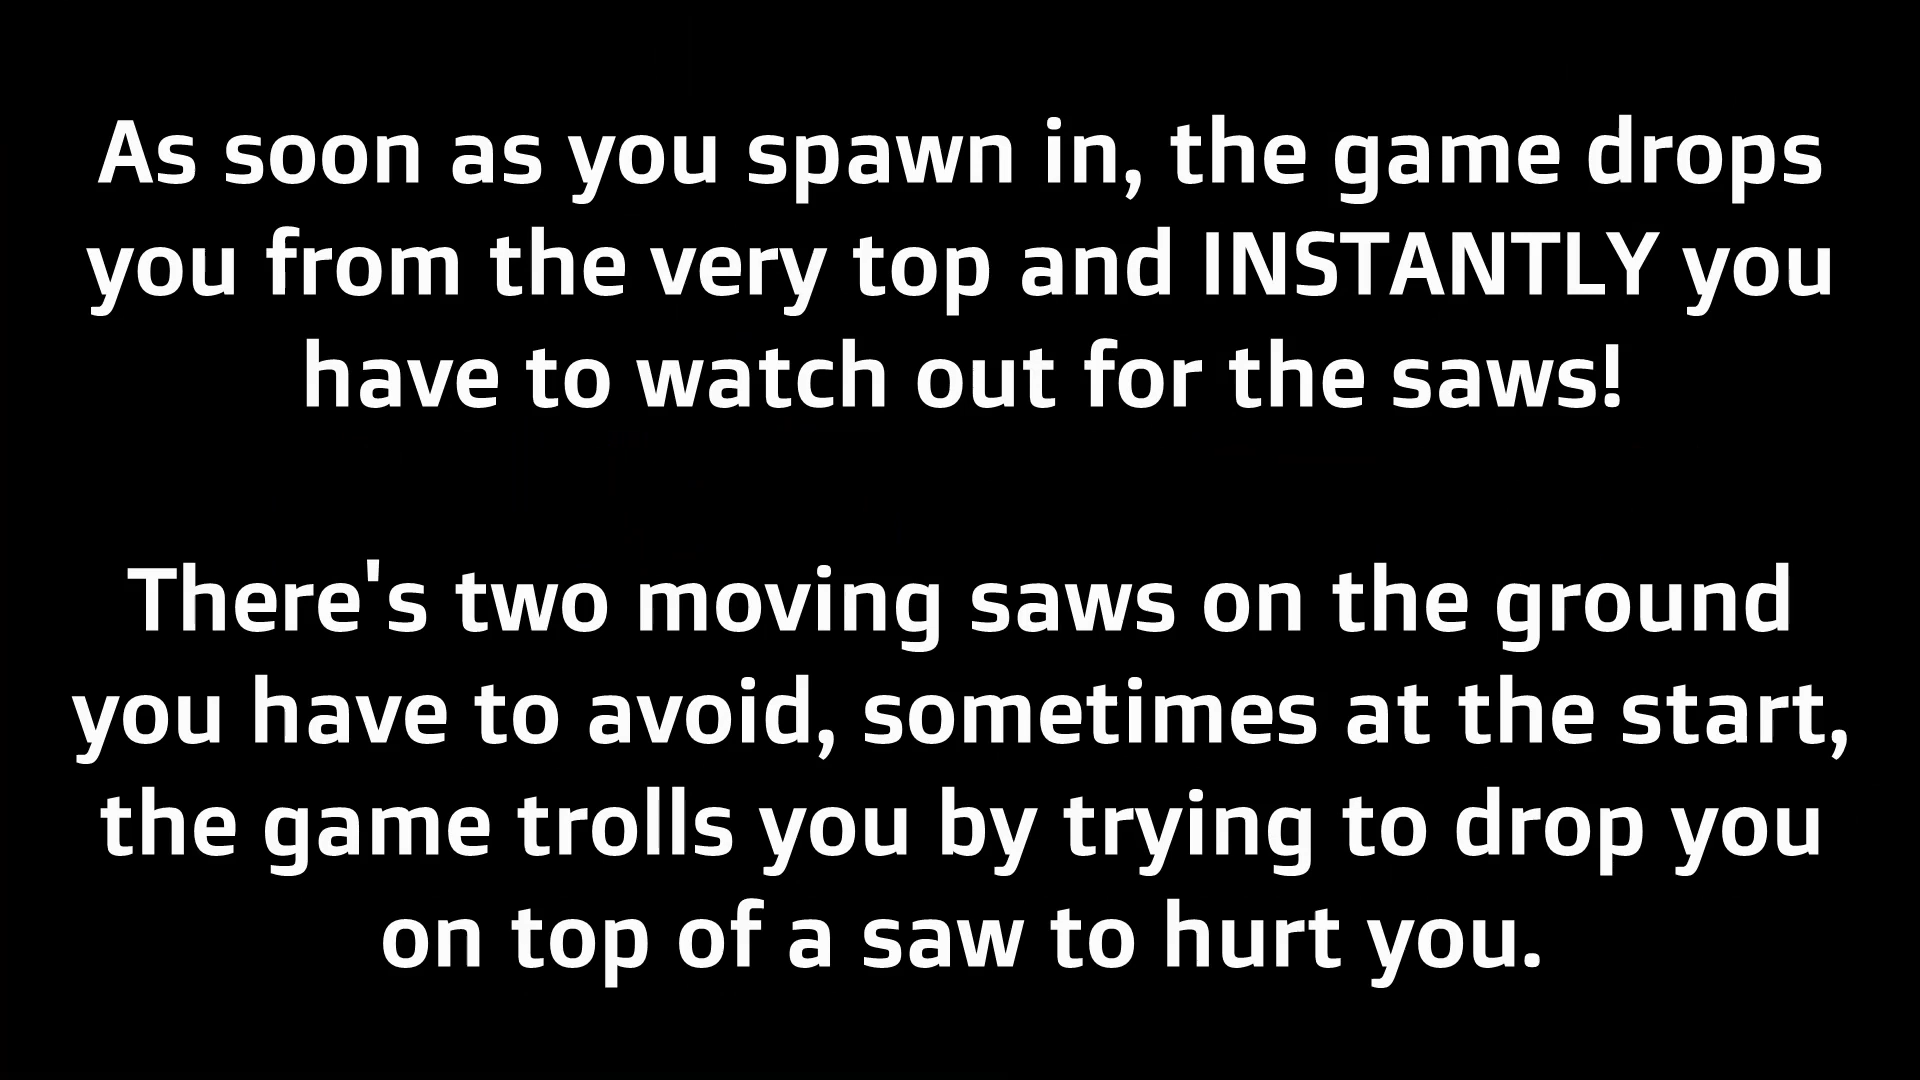 As soon as you spawn in, the game drops
you from the very top and INSTANTLY you
have to watch out for the saws!
There's two moving saws on the ground
you have to avoid, sometimes at the start,
the game trolls you by trying to drop you
on top of a saw to hurt you.